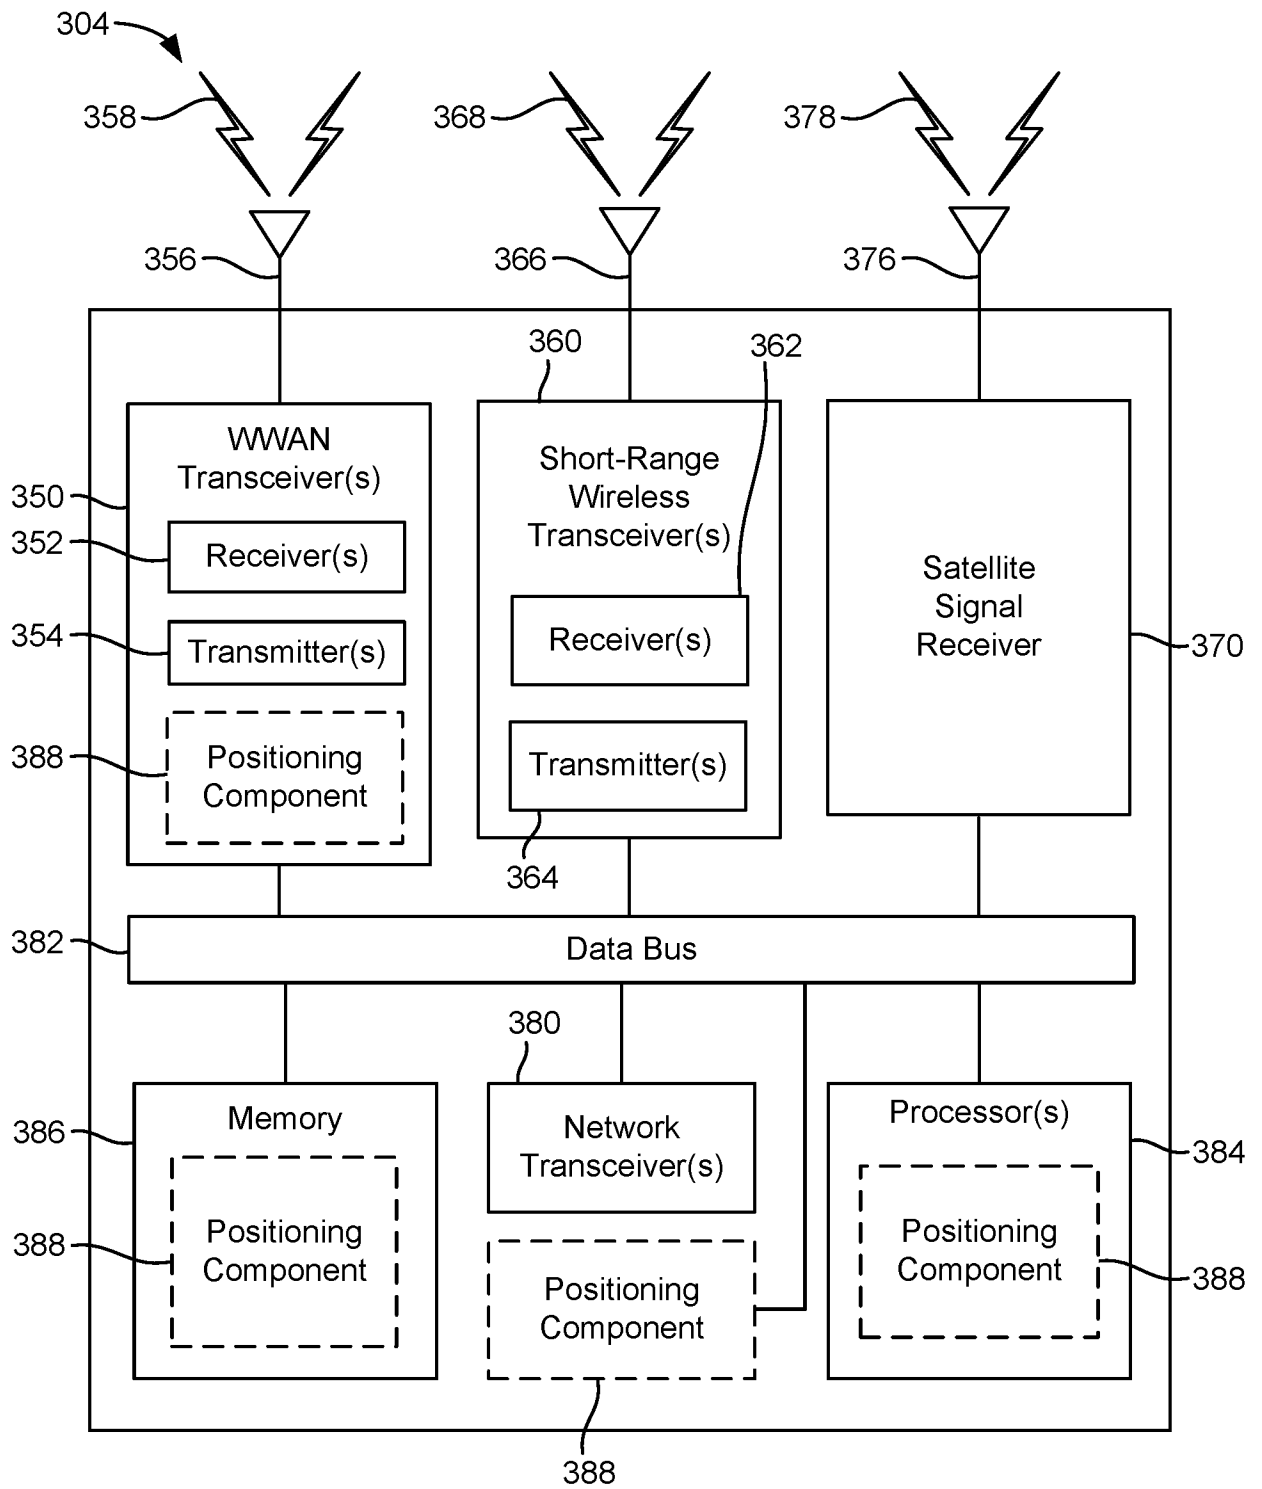 304
358
368
378
356
366
376
360
362
WWAN
Transceiver(s)
350
352
Receiver(s)
354
Transmitter(s)
388
Positioning
Component
Short-Range
Wireless
Transceiver(s)
Receiver(s)
Transmitter(s)
364
Satellite
Signal
Receiver
370
382
Data Bus
380
386
Memory
388
Positioning
Component
Network
Transceiver(s)
Positioning
Component
388
Processor(s)
384
Positioning
Component
388